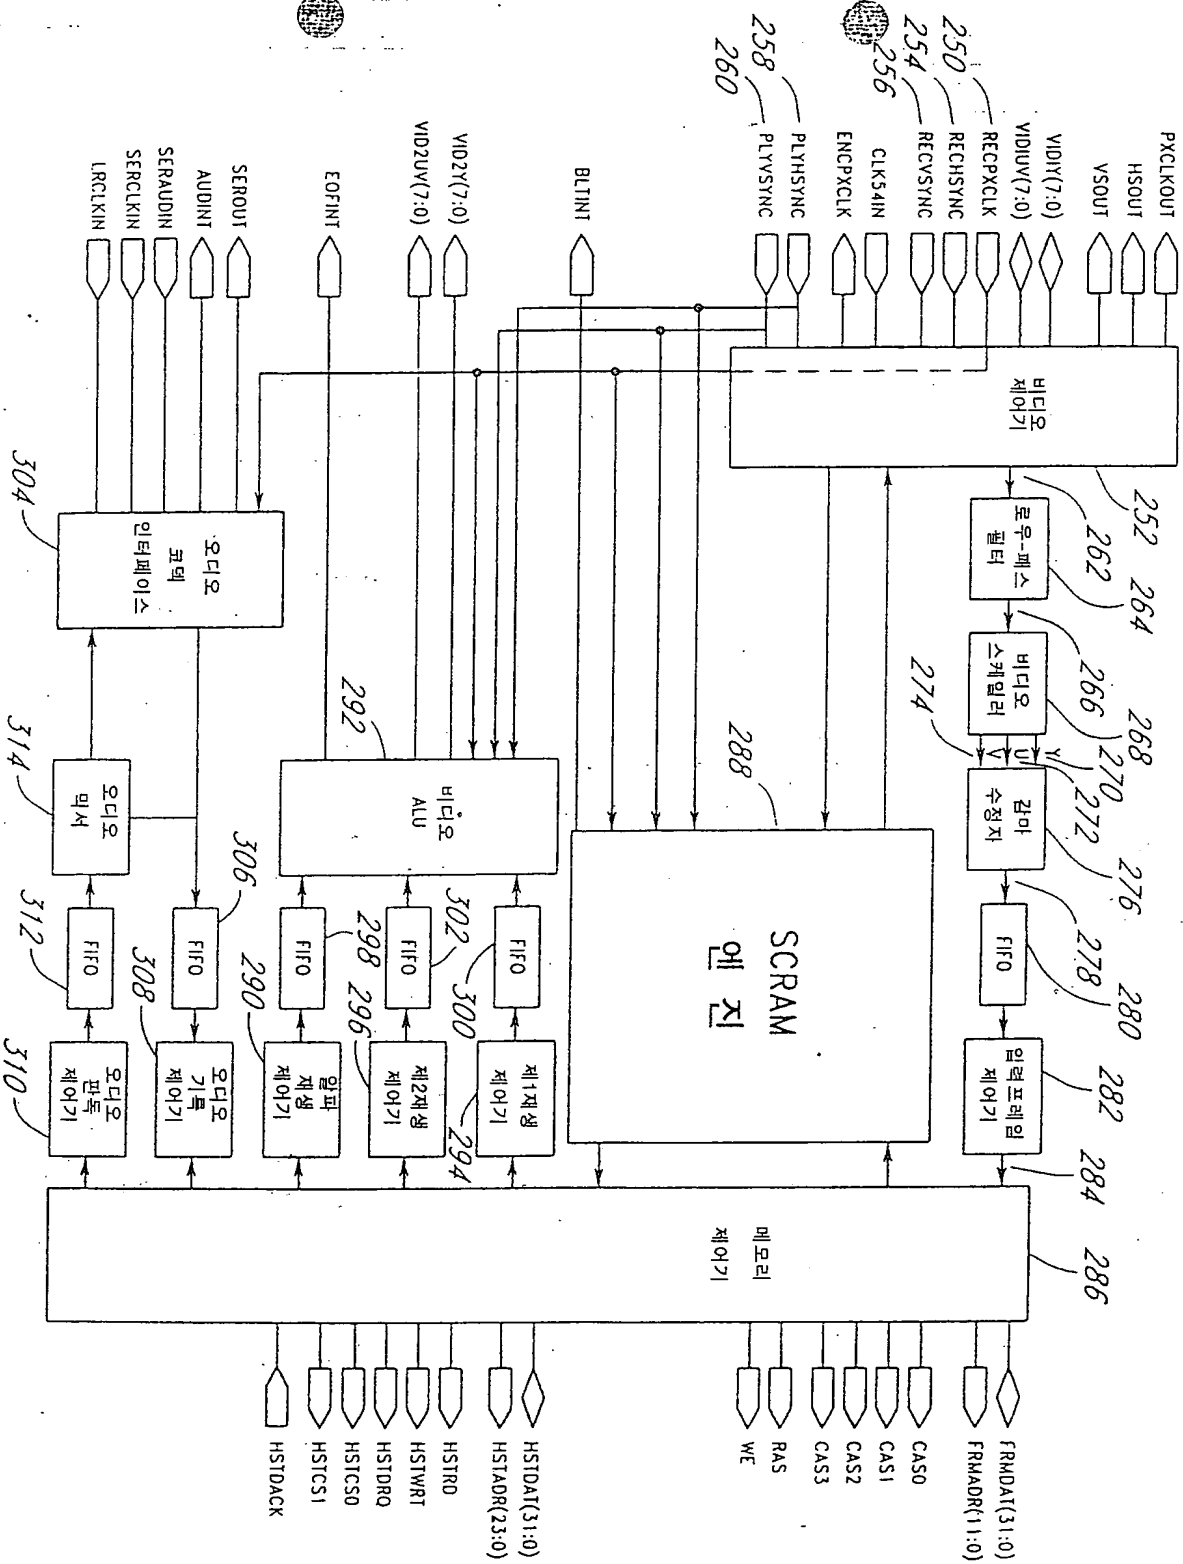 PXCLKOUT
HSOUT
VSOUT
VID1Y(7:0)
VID1UV(7:0)
RECPXCLK
RECHSYNC
RECVSYNC
CLK54IN
ENCPXCLK
PLYHSYNC
PLYVSYNC
BLTINT
VID2Y(7:0)
VID2UV(7:0)
EOFINT
SEROUT
AUDINT
SERAUDIN
SERCLKIN
LRCLKIN
250
254
256
258
260
비디오
제어기
252
262
로우-패스
필터
264
266
비디오
스케일러
268
Y
U
V
270
272
274
감마
수정자
276
278
FIFO
280
입력프레임
제어기
282
284
SCRAM
엔진
288
비디오
ALU
292
FIFO
300
제1재생
제어기
294
FIFO
302
제2재생
제어기
296
FIFO
298
알파
재생
제어기
290
오디오
코덱
인터페이스
304
FIFO
306
오디오
기록
제어기
308
오디오
믹서
314
FIFO
312
오디오
판독
제어기
310
메모리
제어기
286
FRMDAT(31:0)
FRMADR(11:0)
CAS0
CAS1
CAS2
CAS3
RAS
WE
HSTDAT(31:0)
HSTADR(23:0)
HSTRD
HSTWRT
HSTDRQ
HSTCS0
HSTCS1
HSTDACK